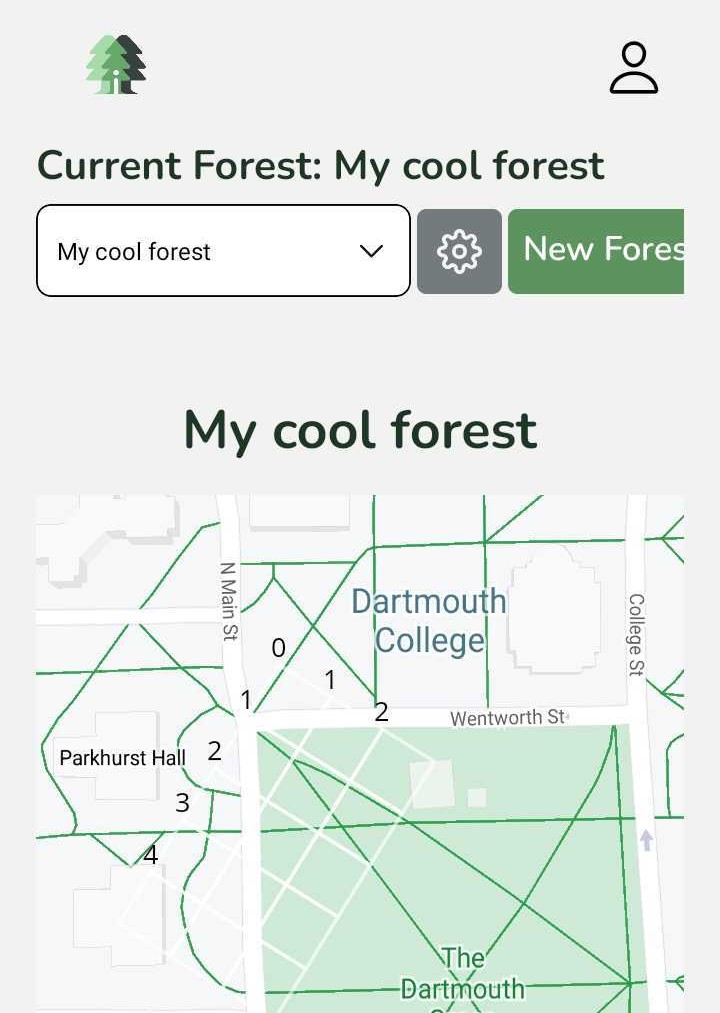 Current Forest: My cool forest
My cool forest
New Fores
My cool forest
N Main St
Dartmouth
College
College St
0
1
1
2
Wentworth St
Parkhurst Hall
2
3
4
The
Dartmouth